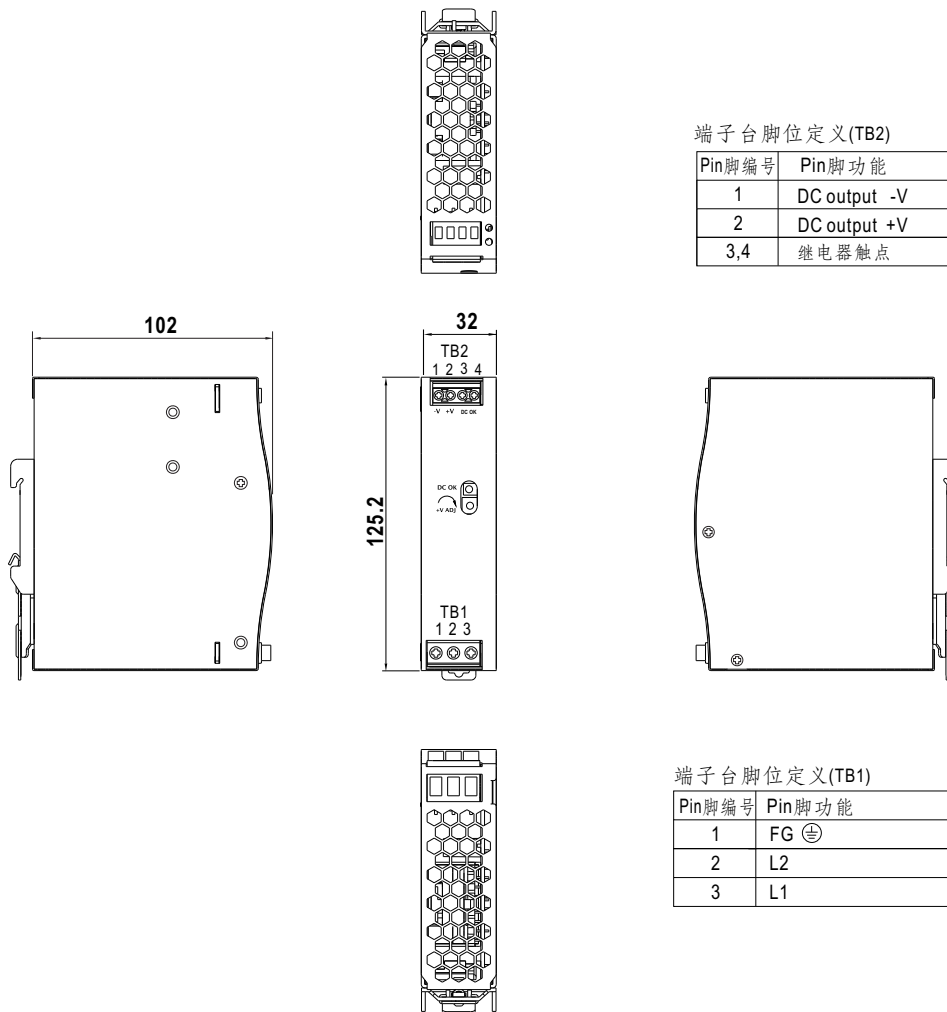 端子台脚位定义(TB2)
Pin脚编号 Pin脚功能
1 DC output -V
2 DC output +V
3,4 继电器触点
102
32
TB2
1 2 3 4
-V +V DC OK
125.2
DC OK
+V ADJ
TB1
1 2 3
端子台脚位定义(TB1)
Pin脚编号 Pin脚功能
1 FG
2 L2
3 L1